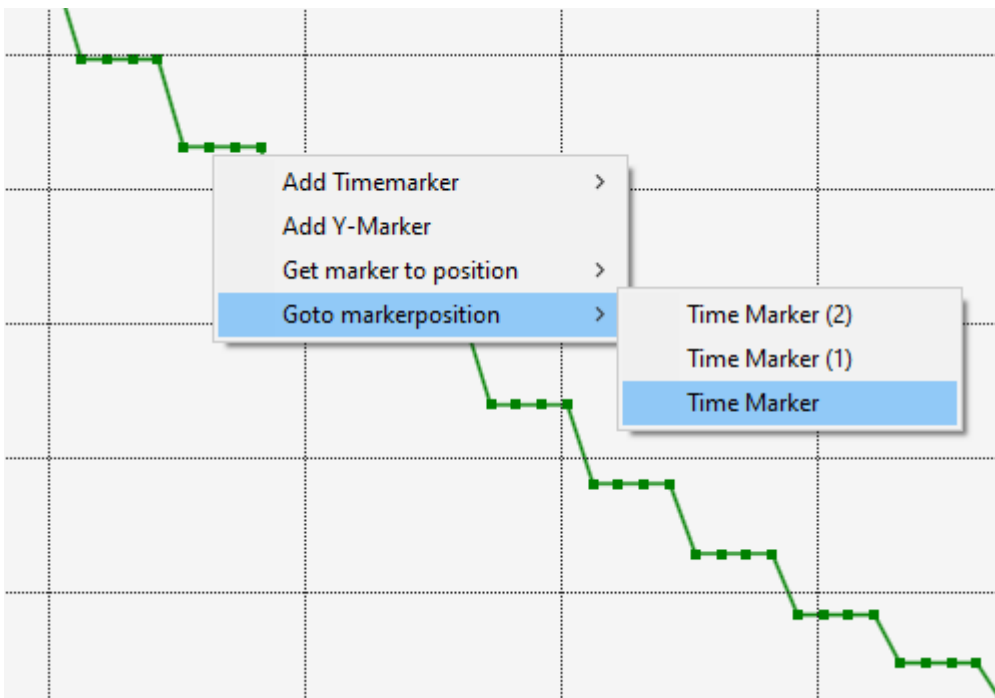 Add Timemarker
Add Y-Marker
Get marker to position
Goto markerposition
Time Marker (2)
Time Marker (1)
Time Marker